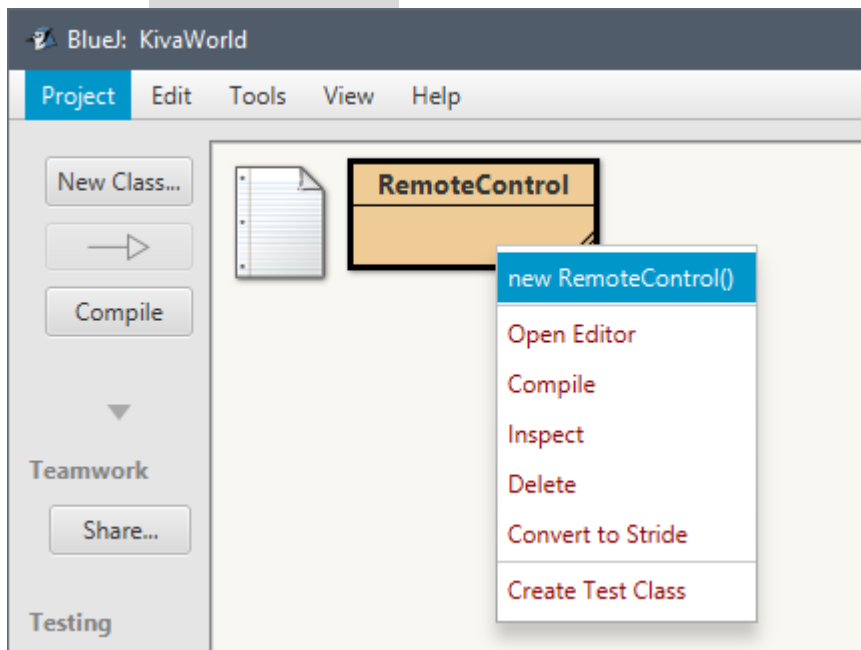 BlueJ: KivaWorld
Project Edit Tools View Help
New Class...
Compile
Teamwork
Share...
Testing
RemoteControl
new RemoteControl()
Open Editor
Compile
Inspect
Delete
Convert to Stride
Create Test Class